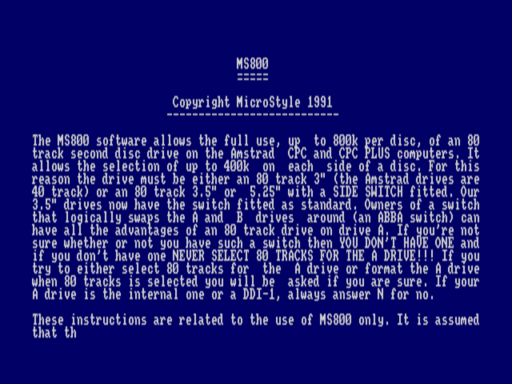 MS800
=====
Copyright MicroStyle 1991
---------------------------
The MS800 software allows the full use, up  to 800k per disc, of an 80
track second disc drive on the Amstrad  CPC and CPC PLUS computers. It
allows the selection of up to 400k  on  each  side of a disc. For this
reason the drive must be either an 80 track 3" (the Amstrad drives are
40 track) or an 80 track 3.5" or  5.25" with a SIDE SWITCH fitted. Our
3.5" drives now have the switch fitted as standard. Owners of a switch
that logically swaps the A and  B  drives  around (an ABBA switch) can
have all the advantages of an 80 track drive on drive A. If you're not
sure whether or not you have such a switch then YOU DON'T HAVE ONE and
if you don't have one NEVER SELECT 80 TRACKS FOR THE A DRIVE!!! If you
try to either select 80 tracks for  the  A drive or format the A drive
when 80 tracks is selected you will be  asked if you are sure. If your
A drive is the internal one or a DDI-1, always answer N for no.
These instructions are related to the use of MS800 only. It is assumed
that th